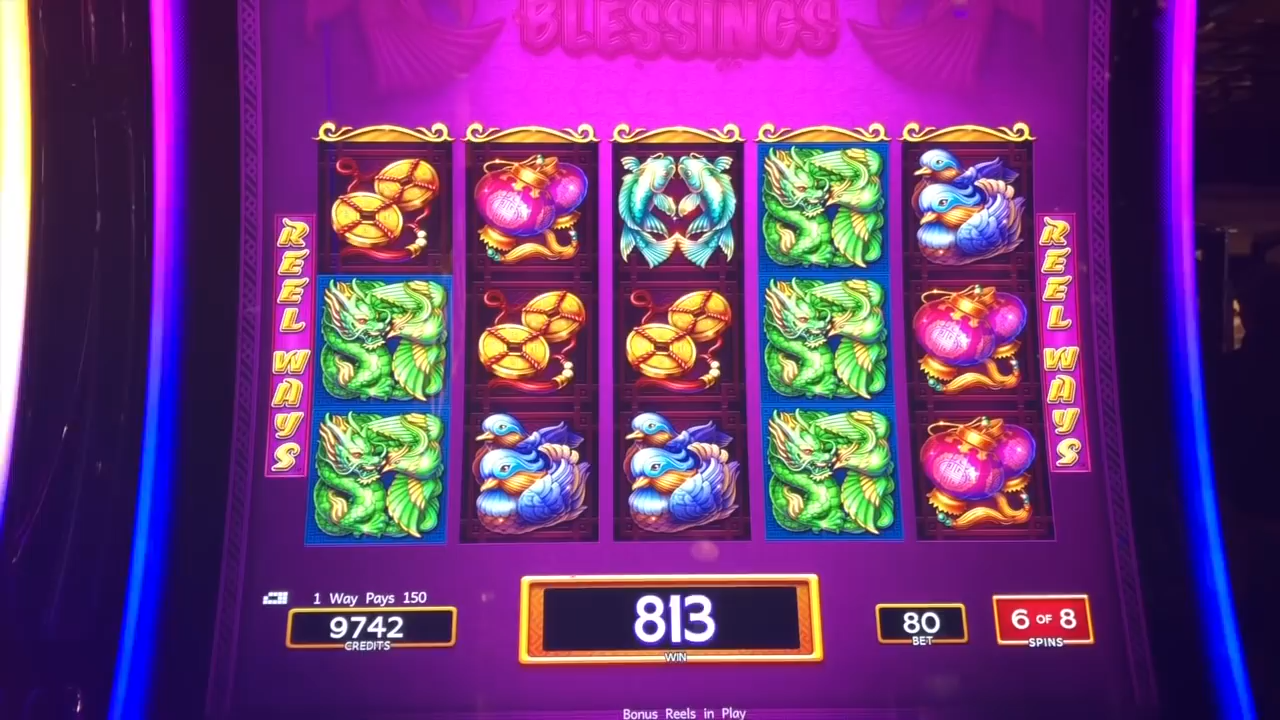 BLESSINGS
REEL WAYS
REEL WAYS
1 Way Pays 150
9742
CREDITS
813
WIN
80
BET
6 OF 8
SPINS
Bonus Reels in Play